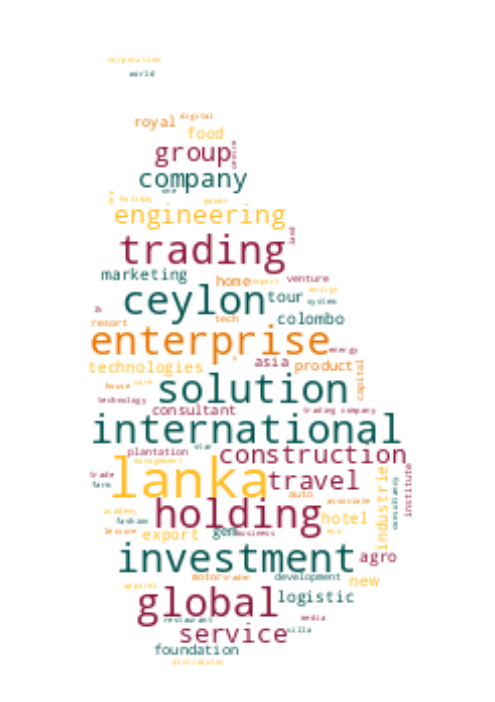 corporation
world
royal digital
food
group
company
holiday power
engineering
trading land
marketing
home export venture
ceylon tour design
system
lk
resort tech colombo
enterprise energy
asia
technologies product capital
solution
house care
technology
consultant trading company
international
star
plantation construction
management
trade lanka travel
farm
auto institute
associate consultancy
academy holding hotel industrie
fashion
leisure export gem business eco
investment agro
motor trader development new
apparel
global logistic
restaurant media
service villa
foundation
distributor